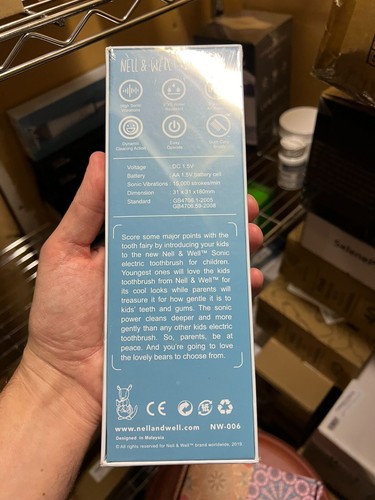 NELL & WELL
High Sonic
Vibrations
Dynamic
Cleaning Action
Easy
Operate
Voltage : DC 1.5V
Battery : AA 1.5V battery cell
Sonic Vibrations : 15,000 strokes/min
Dimension : 31 x 31 x180mm
Standard : GB4706.1-2005
GB4706.59-2008
Score some major points with the
tooth fairy by introducing your kids
to the new Nell & Well™ Sonic
electric toothbrush for children.
Youngest ones will love the kids
toothbrush from Nell & Well™ for
its cool looks while parents will
treasure it for how gentle it is to
kids' teeth and gums. The sonic
power cleans deeper and more
gently than any other kids electric
toothbrush. So, parents, be at
peace. And you're going to love
the lovely bears to choose from.
CE
www.nellandwell.com NW-006
Designed in Malaysia
© All rights reserved for Nell & Well™ brand worldwide, 2019